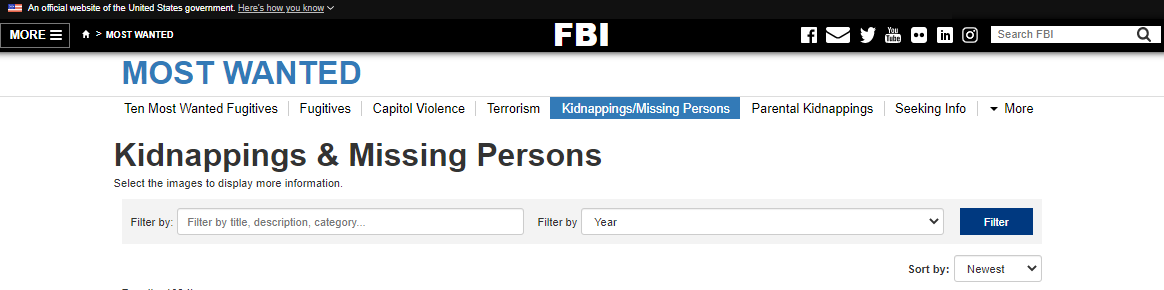 An official website of the United States government. Here's how you know
MORE > MOST WANTED FBI Search FBI
MOST WANTED
Ten Most Wanted Fugitives Fugitives Capitol Violence Terrorism Kidnappings/Missing Persons Parental Kidnappings Seeking Info More
Kidnappings & Missing Persons
Select the images to display more information.
Filter by: Filter by title, description, category... Filter by Year Filter
Sort by: Newest